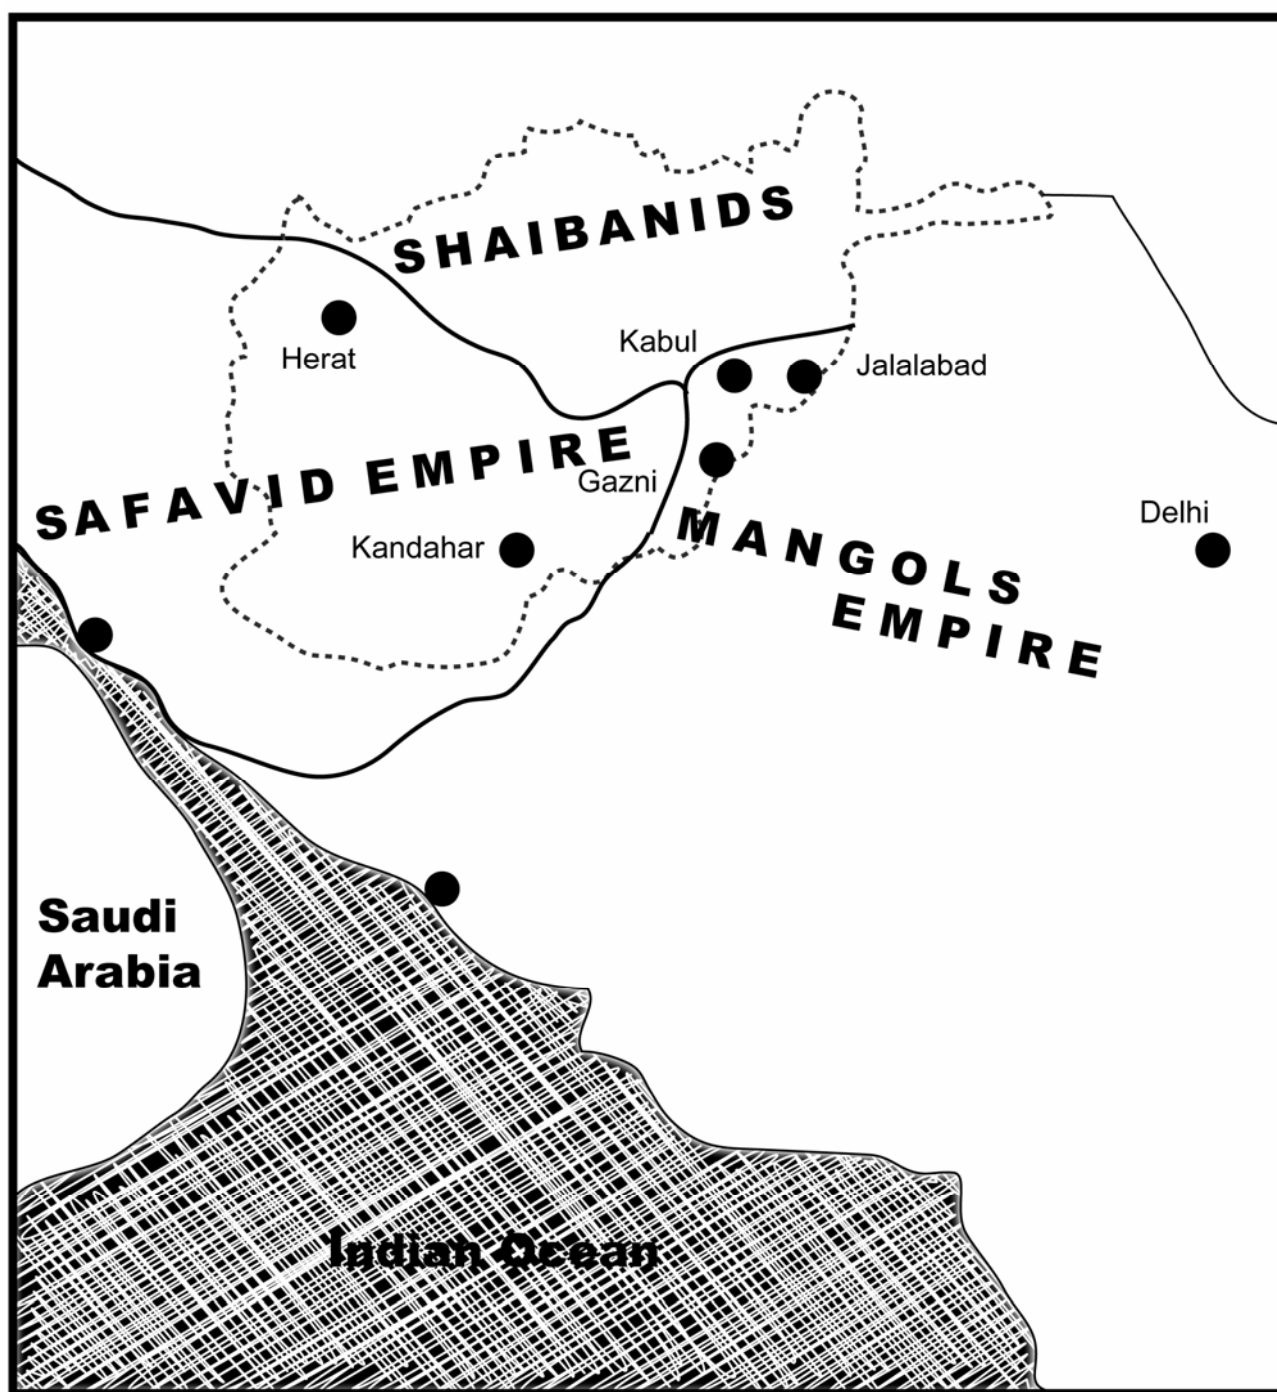 SHAIBANIDS
Kabul
Herat
Jalalabad
SAFAVID EMPIRE
Gazni
Kandahar
MANGOLS
EMPIRE
Delhi
Saudi
Arabia
Indian Ocean